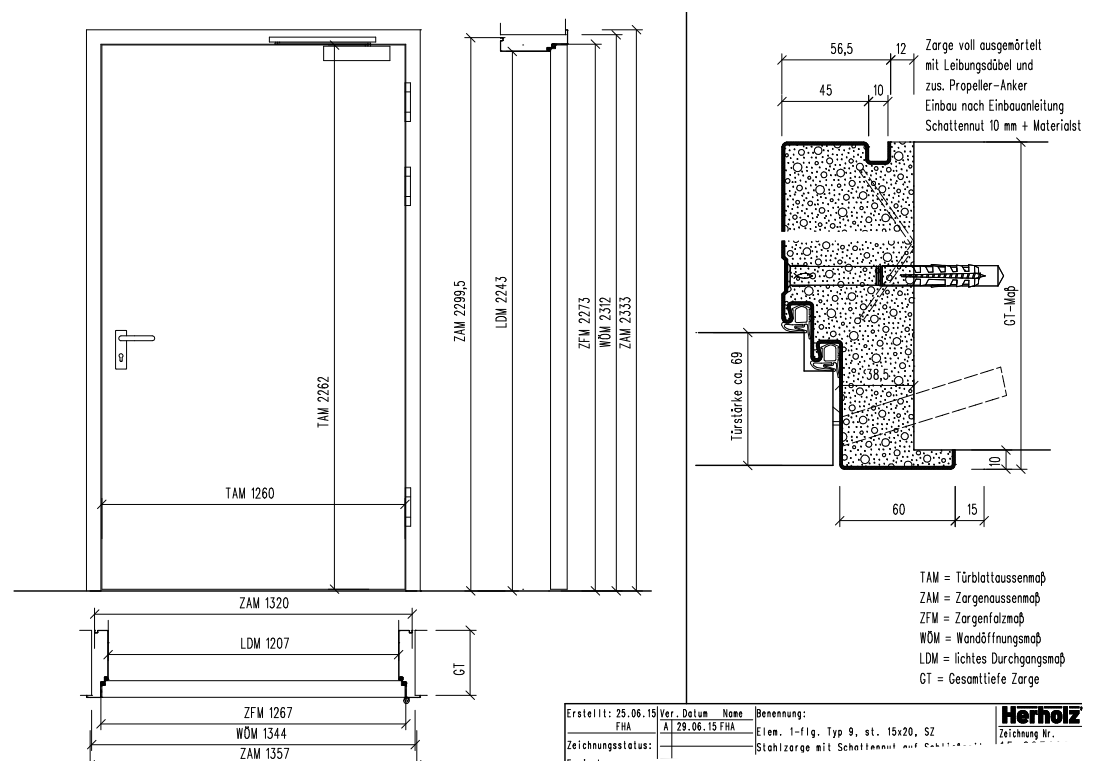 56,5
12
45
10
Zarge voll ausgemörtelt
mit Leibungsdübel und
zus. Propeller-Anker
Einbau nach Einbauanleitung
Schattennut 10 mm + Materialst
ZAM 2299,5
LDM 2243
ZFM 2273
WÖM 2312
ZAM 2333
TAM 2262
TAM 1260
GT-Maß
Türstärke ca. 69
38,5
10
60
15
ZAM 1320
LDM 1207
GT
ZFM 1267
WÖM 1344
ZAM 1357
TAM = Türblattaussenmaß
ZAM = Zargenaussenmaß
ZFM = Zargenfalzmaß
WÖM = Wandöffnungsmaß
LDM = lichtes Durchgangsmaß
GT = Gesamttiefe Zarge
Erstellt: 25.06.15
FHA
Zeichnungsstatus:
Ver. Datum Name
A 29.06.15 FHA
Benennung:
Elem. 1-flg. Typ 9, st. 15x20, SZ
Stahlzarge mit Schattennut auf
Herholz
Zeichnung Nr.